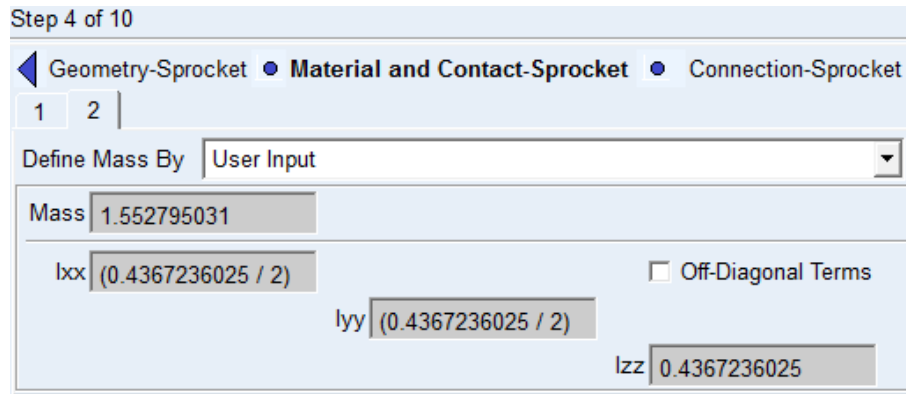 Step 4 of 10
Geometry-Sprocket Material and Contact-Sprocket Connection-Sprocket
1 2
Define Mass By User Input
Mass 1.552795031
Ixx (0.4367236025 / 2) Off-Diagonal Terms
Iyy (0.4367236025 / 2)
Izz 0.4367236025